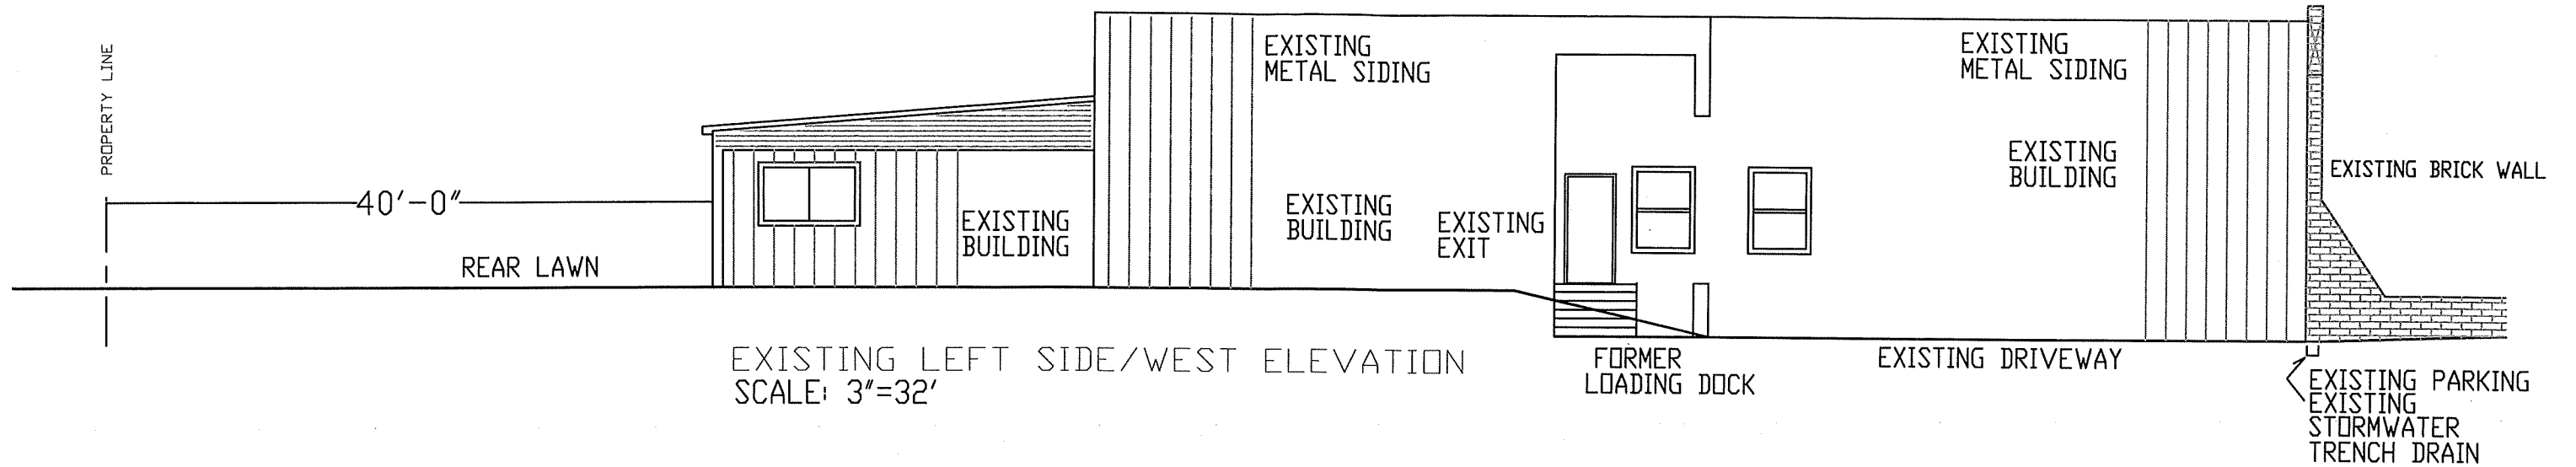 PROPERTY LINE
40'-0"
REAR LAWN
EXISTING
BUILDING
EXISTING
METAL SIDING
EXISTING
BUILDING
EXISTING
EXIT
EXISTING
METAL SIDING
EXISTING
BUILDING
EXISTING BRICK WALL
EXISTING LEFT SIDE/WEST ELEVATION
SCALE: 3"=32'
FORMER
LOADING DOCK
EXISTING DRIVEWAY
EXISTING PARKING
EXISTING
STORMWATER
TRENCH DRAIN